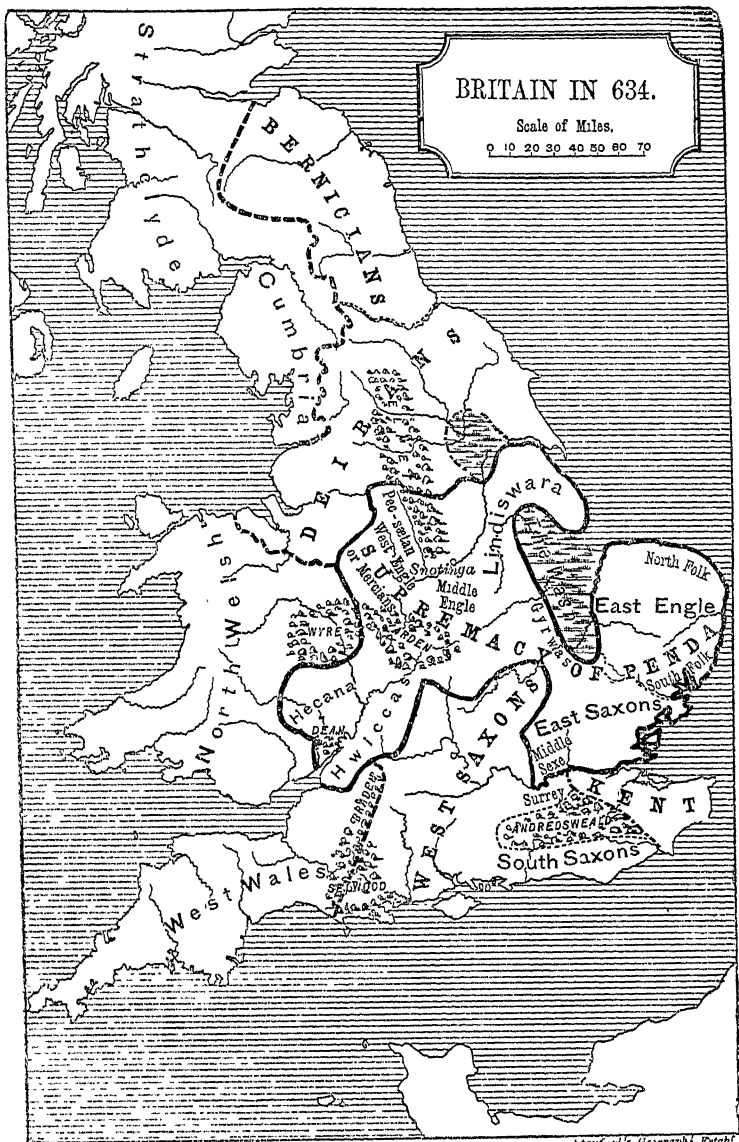 BRITAIN IN 634.
Scale of Miles.
0 10 20 30 40 50 60 70
Strathclyde
BERNICIANS
Cumbria
DEIRANS
Lindiswara
Pec-sætan
West Engle
or Mercians
Snotinga
Middle
Engle
SUPREMACY OF PENDA
North Folk
East Engle
South Folk
Gyrwas
WYRE
ARDEN
North Welsh
Hecana
DEAN
Hwiccas
East Saxons
Middle
Sexe
WEST SAXONS
Surrey
KENT
ANDREDSWEALD
South Saxons
SELWOOD
West Wales